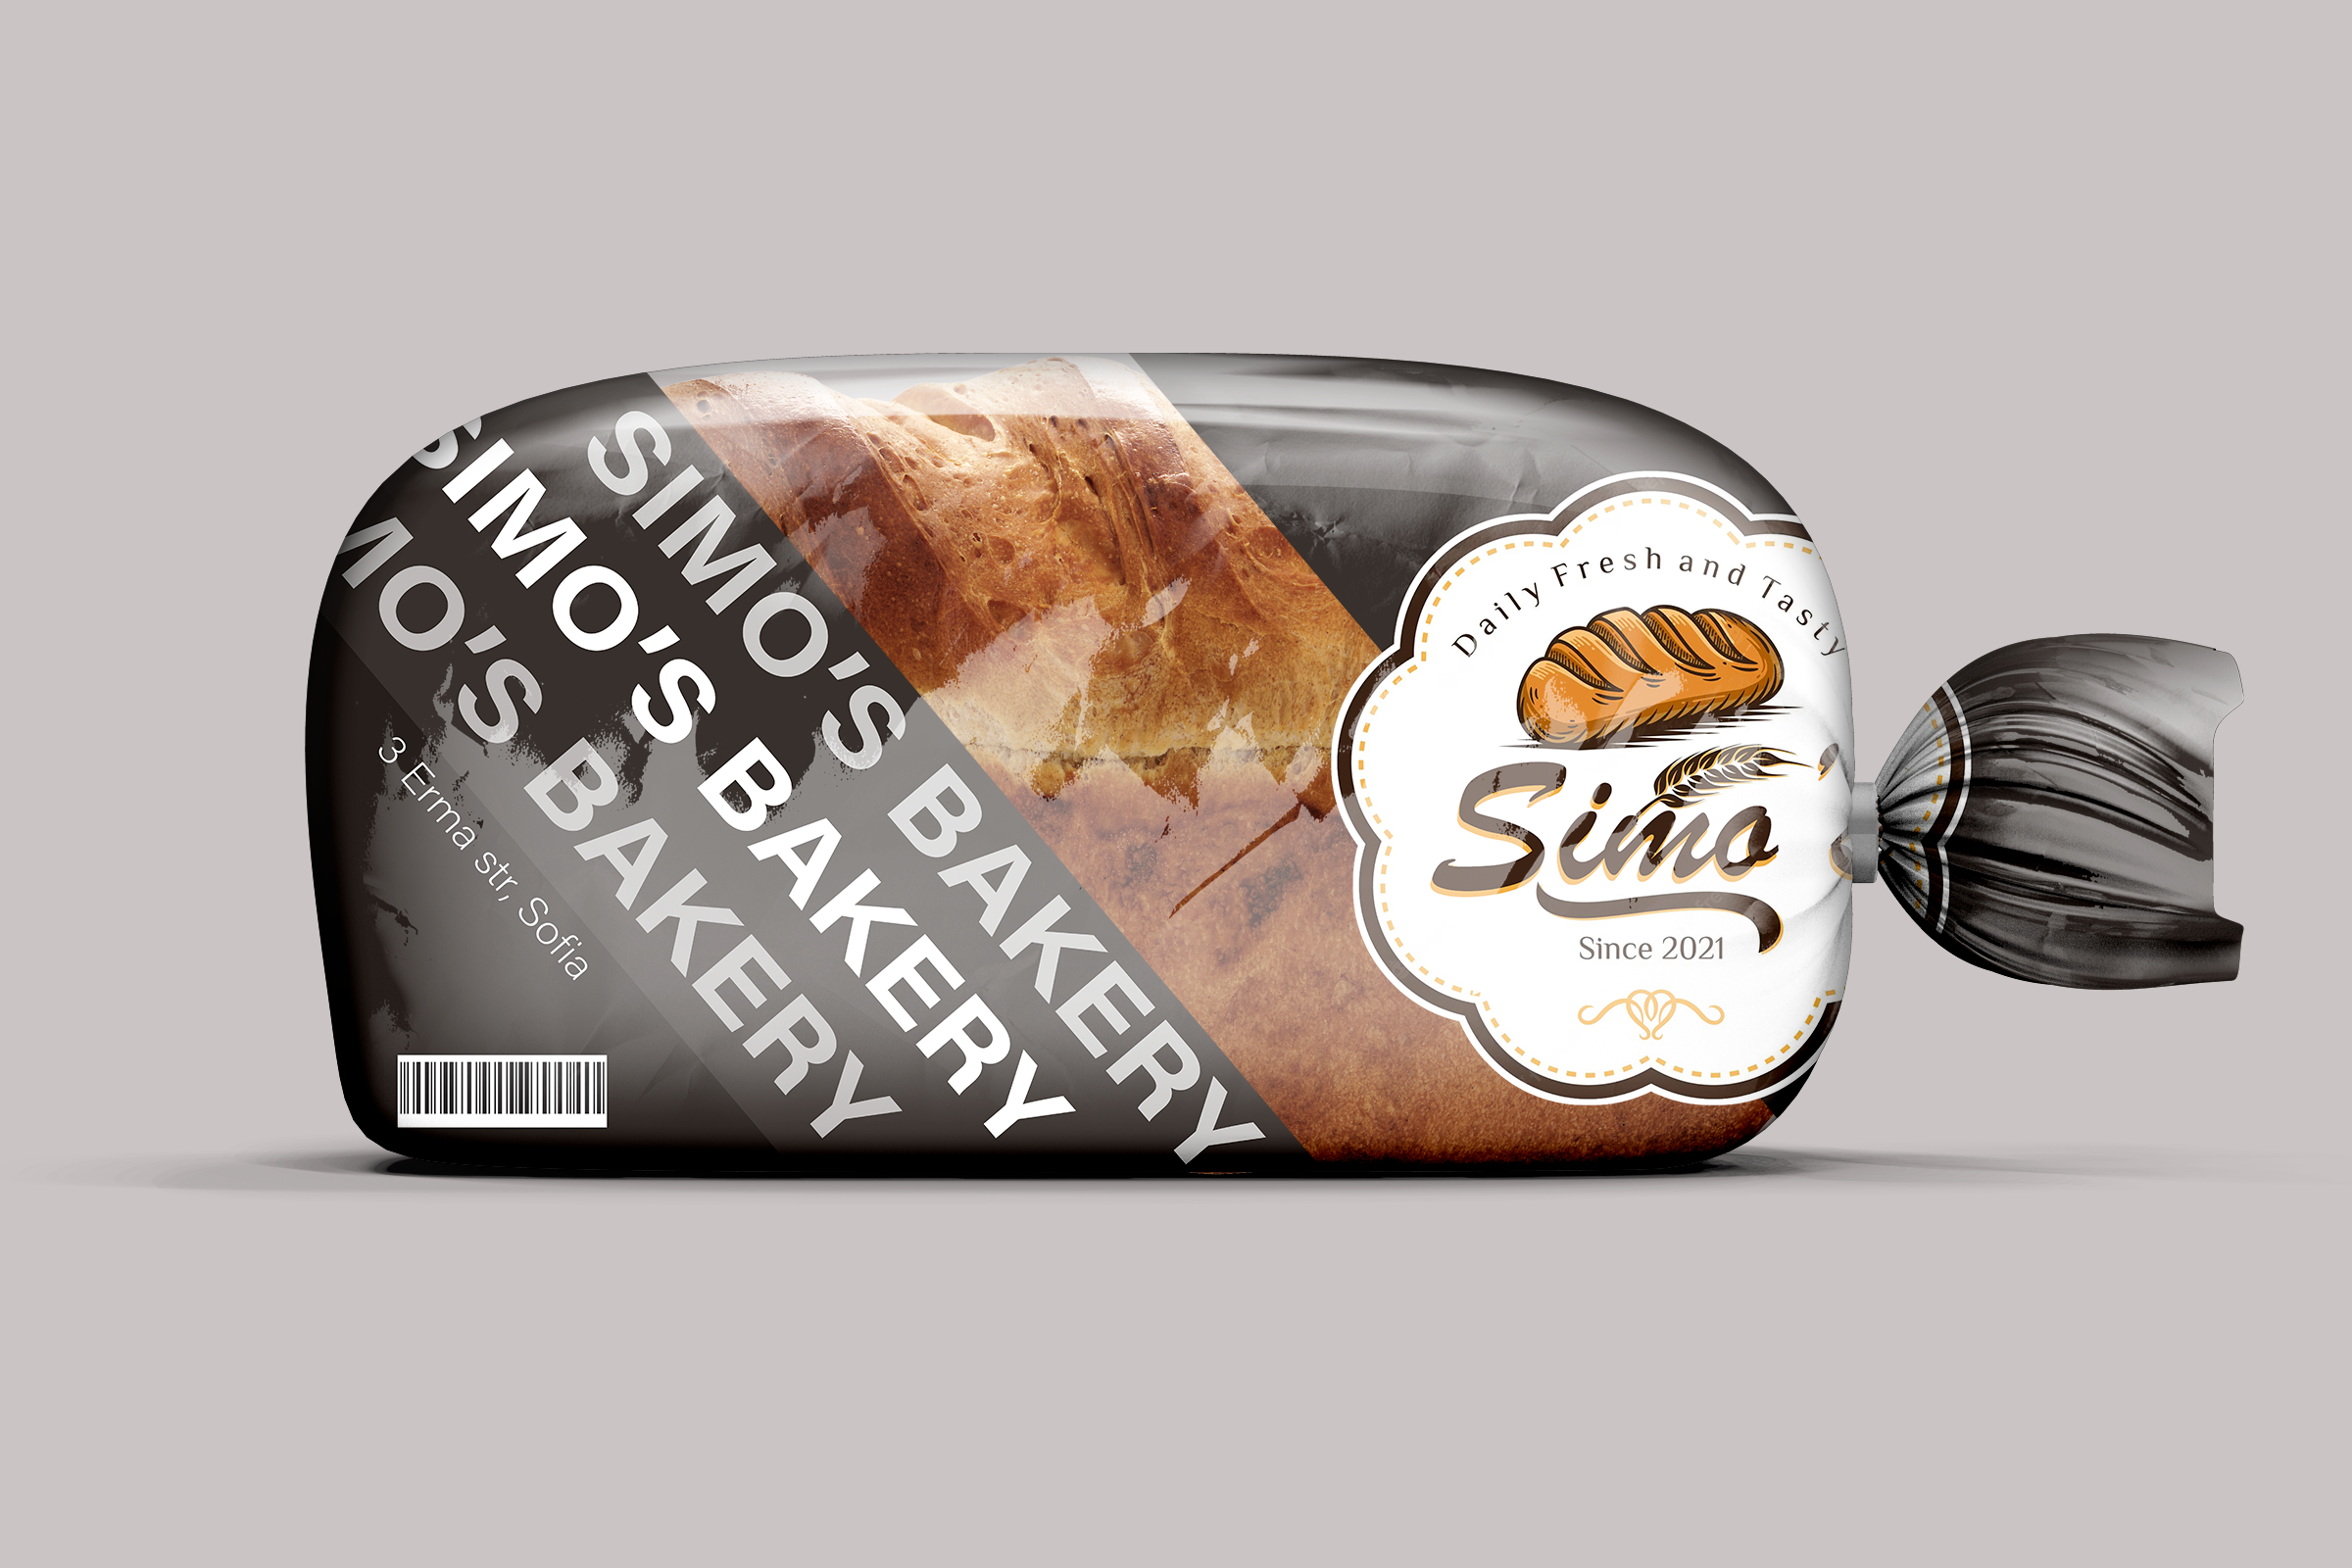 SIMO'S BAKERY
SIMO'S BAKERY
MO'S BAKERY
3 Erma str, Sofia
Daily Fresh and Tasty
Simo'
Since 2021